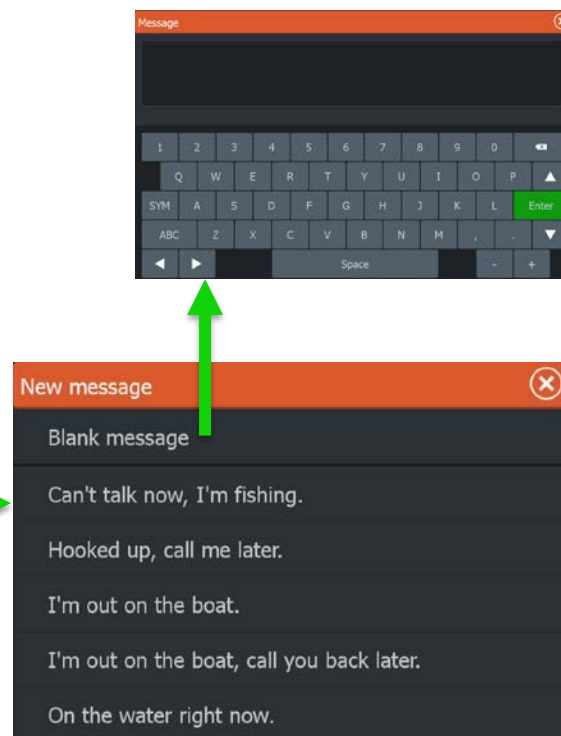 Message
1 2 3 4 5 6 7 8 9 0
Q W E R T Y U I O P
SYM A S D F G H J K L Enter
ABC Z X C V B N M , .
Space - +
New message
Blank message
Can't talk now, I'm fishing.
Hooked up, call me later.
I'm out on the boat.
I'm out on the boat, call you back later.
On the water right now.